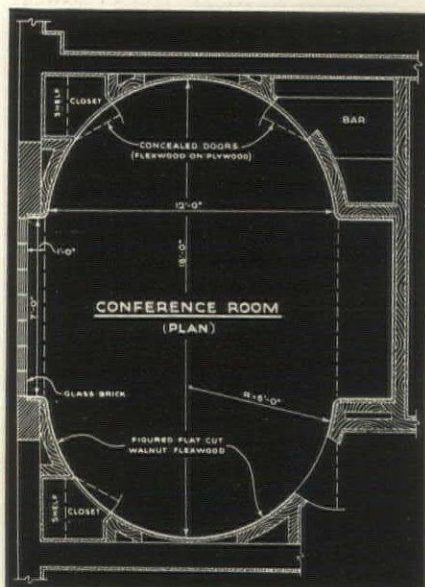 SHELF
CLOSET
BAR
CONCEALED DOORS
(FLEXWOOD ON PLYWOOD)
12'-0"
1'-0"
18'-0"
7'-0"
CONFERENCE ROOM
(PLAN)
GLASS BRICK
R=6'-0"
FIGURED FLAT CUT
WALNUT FLEXWOOD
SHELF
CLOSET